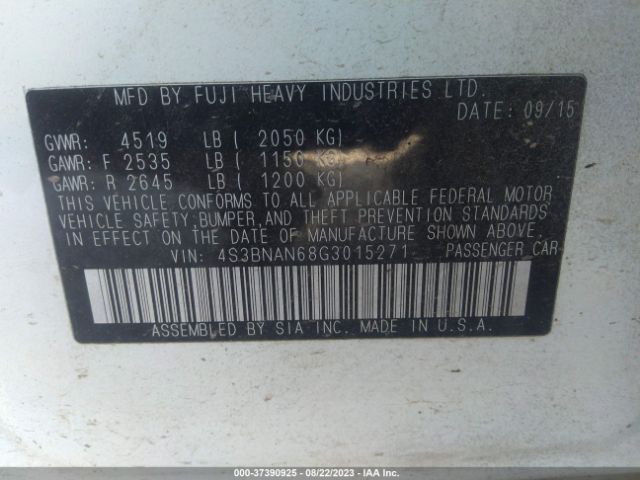 MFD BY FUJI HEAVY INDUSTRIES LTD.
DATE: 09/15
GVWR: 4519 LB ( 2050 KG)
GAWR: F 2535 LB ( 1150 KG)
GAWR: R 2645 LB ( 1200 KG)
THIS VEHICLE CONFORMS TO ALL APPLICABLE FEDERAL MOTOR
VEHICLE SAFETY, BUMPER, AND THEFT PREVENTION STANDARDS
IN EFFECT ON THE DATE OF MANUFACTURE SHOWN ABOVE.
VIN: 4S3BNAN68G3015271 PASSENGER CAR
ASSEMBLED BY SIA INC. MADE IN U.S.A.
000-37390925 - 08/22/2023 - IAA Inc.